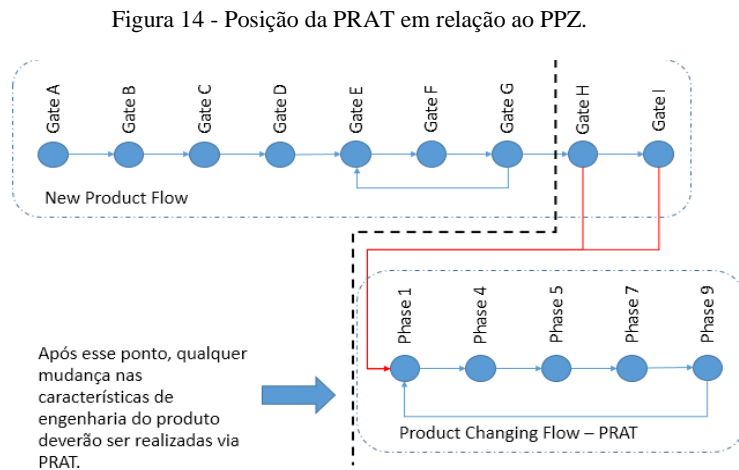 Figura 14 - Posição da PRAT em relação ao PPZ.
Gate A
Gate B
Gate C
Gate D
Gate E
Gate F
Gate G
Gate H
Gate I
New Product Flow
Phase 1
Phase 4
Phase 5
Phase 7
Phase 9
Após esse ponto, qualquer
mudança nas
características de
engenharia do produto
deverão ser realizadas via
PRAT.
Product Changing Flow – PRAT